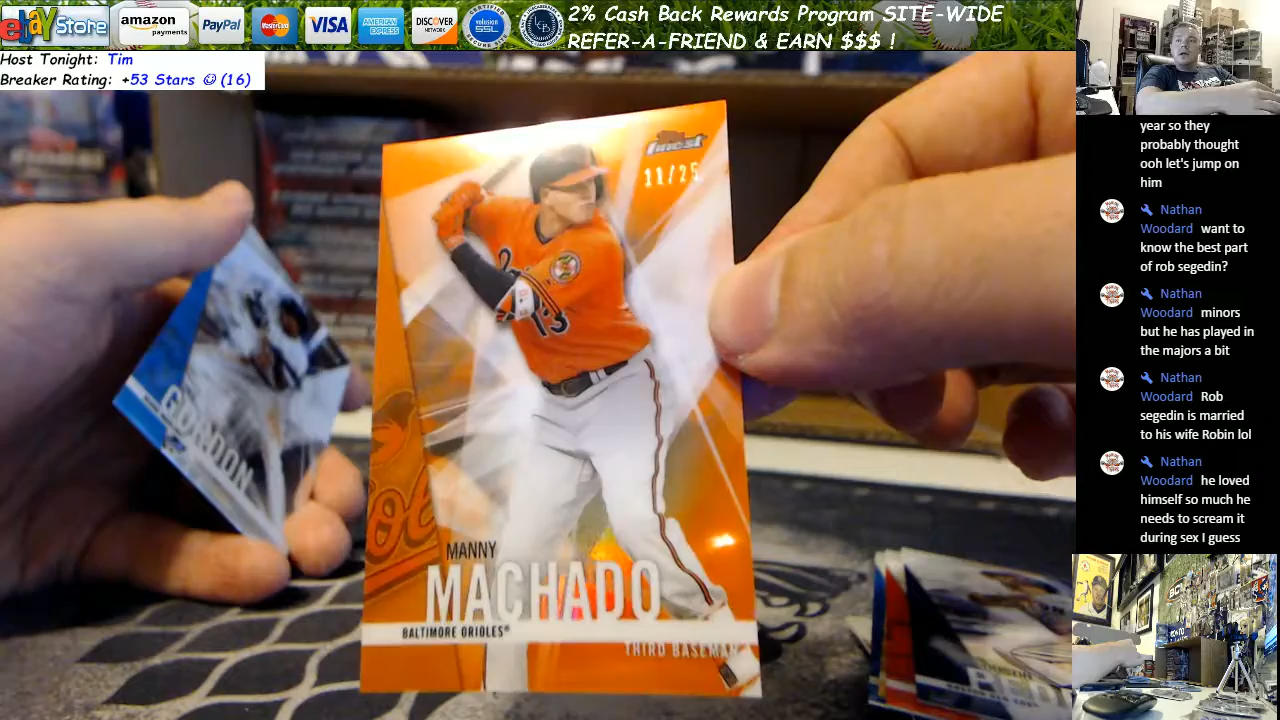 ebay Store
amazon payments
PayPal
MasterCard
VISA
AMERICAN EXPRESS
DISCOVER NETWORK
volusion SSL
2% Cash Back Rewards Program SITE-WIDE
REFER-A-FRIEND & EARN $$$ !
Host Tonight: Tim
Breaker Rating: +53 Stars ☺ (16)
finest
11/25
13
GORDON
MANNY
MACHADO
BALTIMORE ORIOLES®
THIRD BASEMAN
year so they
probably thought
ooh let's jump on
him
Nathan
Woodard want to
know the best part
of rob segedin?
Nathan
Woodard minors
but he has played in
the majors a bit
Nathan
Woodard Rob
segedin is married
to his wife Robin lol
Nathan
Woodard he loved
himself so much he
needs to scream it
during sex I guess